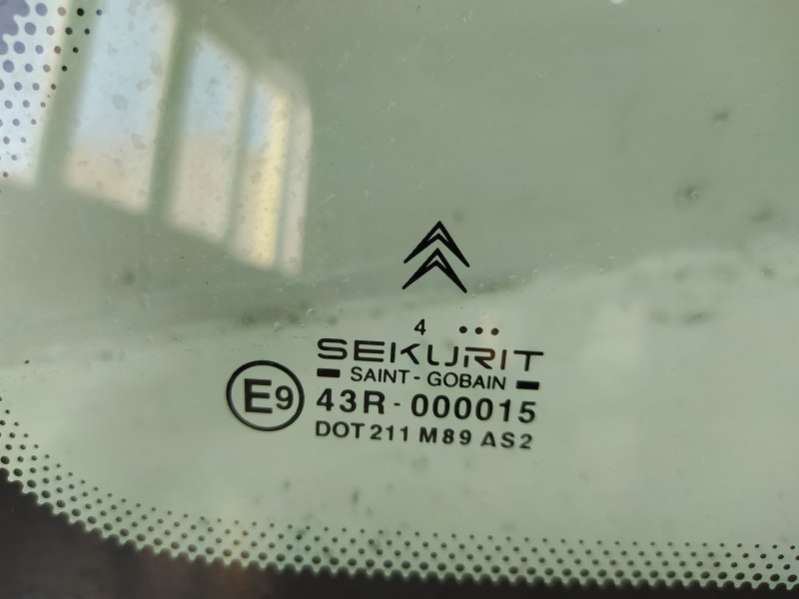 4 ...
SEKURIT
SAINT-GOBAIN
E9
43R-000015
DOT 211 M89 AS2